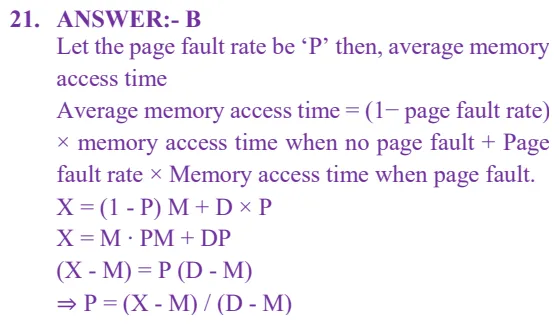 21. ANSWER:- B
Let the page fault rate be ‘P’ then, average memory
access time
Average memory access time = (1− page fault rate)
× memory access time when no page fault + Page
fault rate × Memory access time when page fault.
X = (1 - P) M + D × P
X = M · PM + DP
(X - M) = P (D - M)
⇒ P = (X - M) / (D - M)